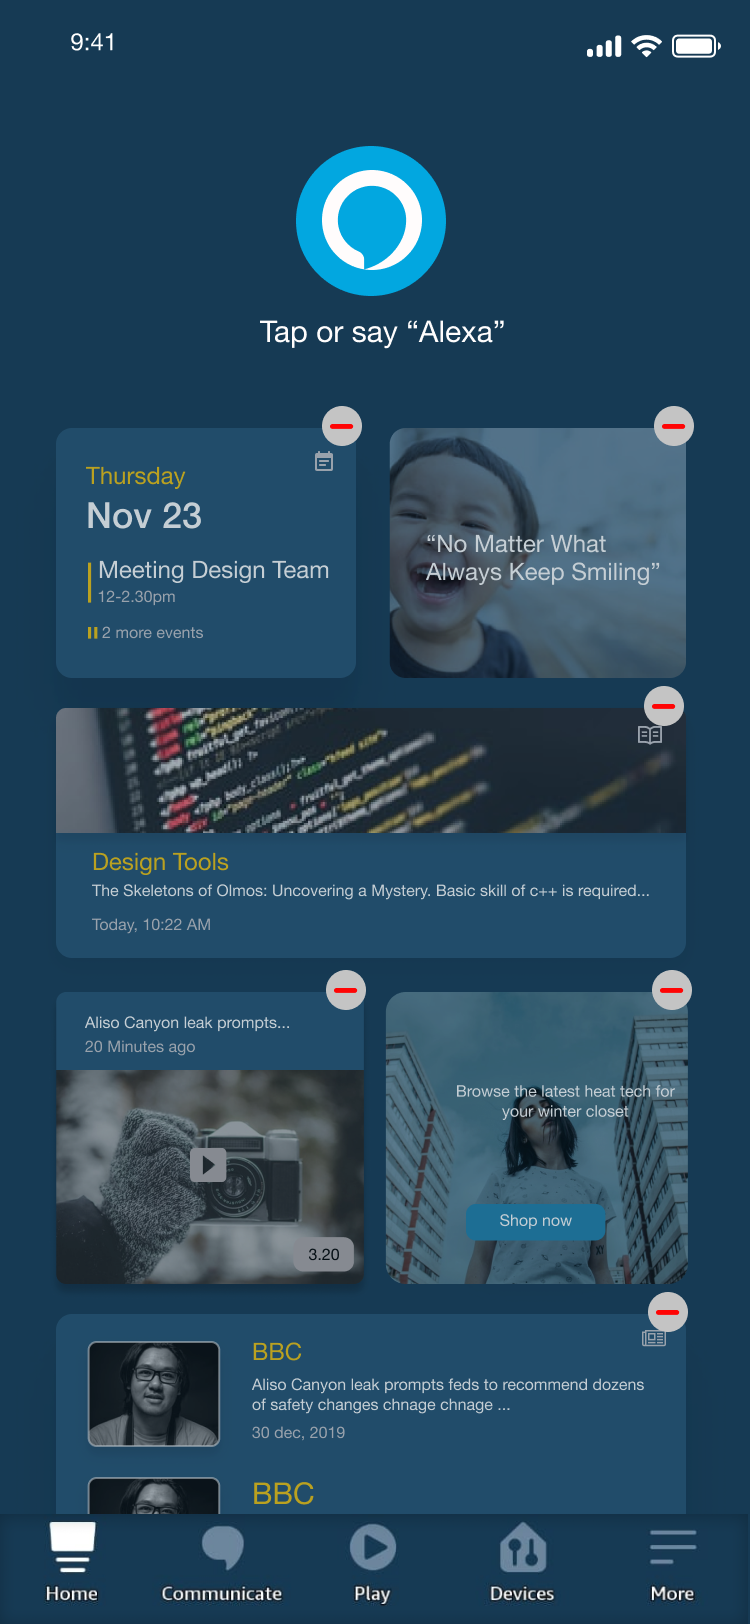 9:41
Tap or say “Alexa”
Thursday
Nov 23
Meeting Design Team
12-2.30pm
2 more events
“No Matter What
Always Keep Smiling”
Design Tools
The Skeletons of Olmos: Uncovering a Mystery. Basic skill of c++ is required...
Today, 10:22 AM
Aliso Canyon leak prompts...
20 Minutes ago
3.20
Browse the latest heat tech for
your winter closet
Shop now
BBC
Aliso Canyon leak prompts feds to recommend dozens
of safety changes chnage chnage ...
30 dec, 2019
BBC
Home
Communicate
Play
Devices
More